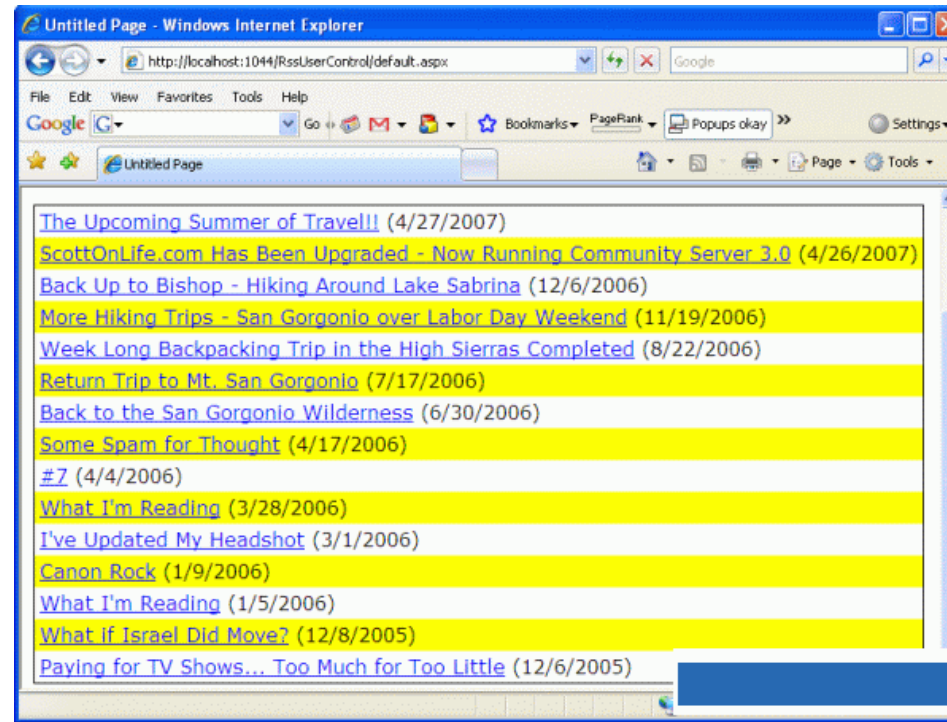 Untitled Page - Windows Internet Explorer
http://localhost:1044/RssUserControl/default.aspx
Google
File Edit View Favorites Tools Help
Google G Go Bookmarks PageRank Popups okay >> Settings
Untitled Page Page Tools
The Upcoming Summer of Travel!! (4/27/2007)
ScottOnLife.com Has Been Upgraded - Now Running Community Server 3.0 (4/26/2007)
Back Up to Bishop - Hiking Around Lake Sabrina (12/6/2006)
More Hiking Trips - San Gorgonio over Labor Day Weekend (11/19/2006)
Week Long Backpacking Trip in the High Sierras Completed (8/22/2006)
Return Trip to Mt. San Gorgonio (7/17/2006)
Back to the San Gorgonio Wilderness (6/30/2006)
Some Spam for Thought (4/17/2006)
#7 (4/4/2006)
What I'm Reading (3/28/2006)
I've Updated My Headshot (3/1/2006)
Canon Rock (1/9/2006)
What I'm Reading (1/5/2006)
What if Israel Did Move? (12/8/2005)
Paying for TV Shows... Too Much for Too Little (12/6/2005)